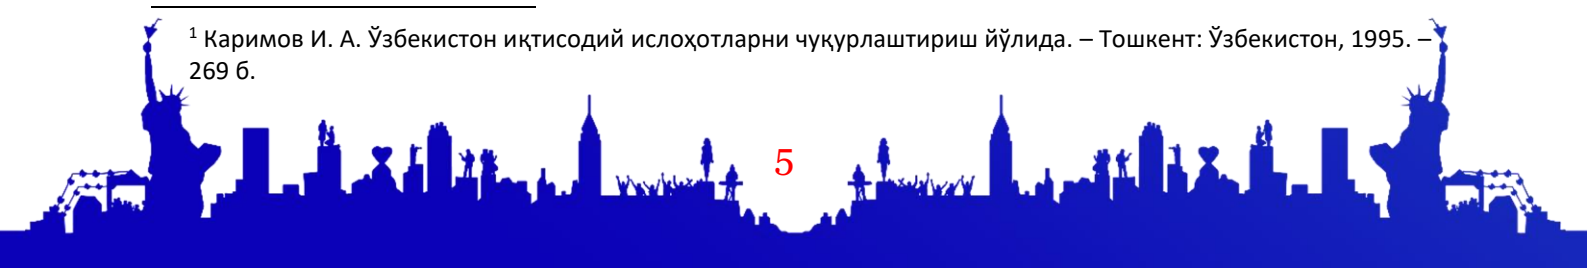 ¹ Каримов И. А. Ўзбекистон иқтисодий ислоҳотларни чуқурлаштириш йўлида. – Тошкент: Ўзбекистон, 1995. –
269 б.
5